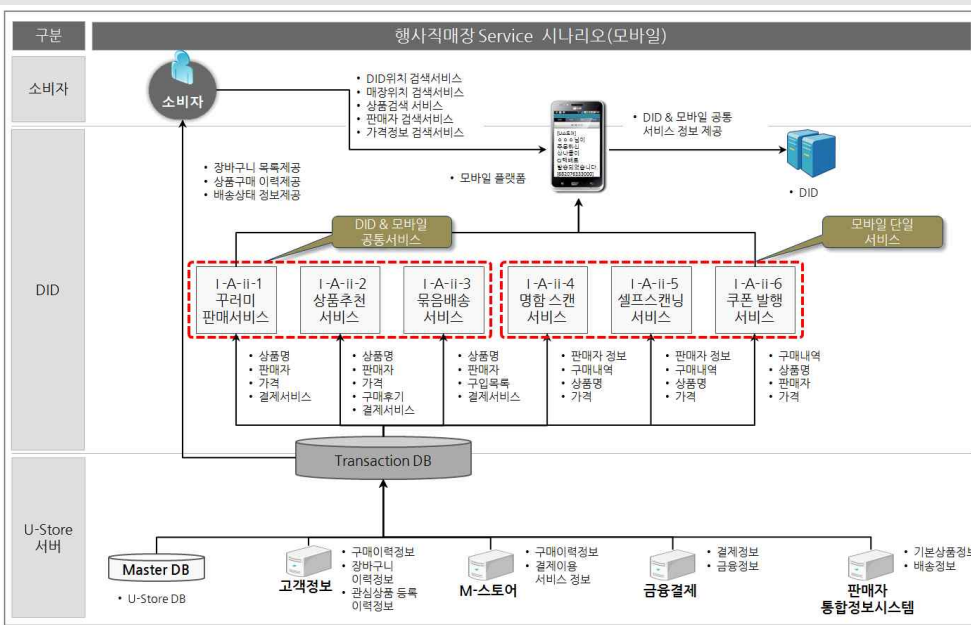 구분
행사직매장 Service 시나리오(모바일)
소비자
소비자
• DID위치 검색서비스
• 매장위치 검색서비스
• 상품검색 서비스
• 판매자 검색서비스
• 가격정보 검색서비스
• DID & 모바일 공통
서비스 정보 제공
• 장바구니 목록제공
• 상품구매 이력제공
• 배송상태 정보제공
• 모바일 플랫폼
• DID
DID
DID & 모바일
공통서비스
모바일 단일
서비스
I-A-ii-1
꾸러미
판매서비스
I-A-ii-2
상품추천
서비스
I-A-ii-3
묶음배송
서비스
I-A-ii-4
명함 스캔
서비스
I-A-ii-5
셀프스캐닝
서비스
I-A-ii-6
쿠폰 발행
서비스
• 상품명
• 판매자
• 가격
• 결제서비스
• 상품명
• 판매자
• 가격
• 구매후기
• 결제서비스
• 상품명
• 판매자
• 구입목록
• 결제서비스
• 판매자 정보
• 구매내역
• 상품명
• 가격
• 판매자 정보
• 구매내역
• 상품명
• 가격
• 구매내역
• 상품명
• 판매자
• 가격
Transaction DB
U-Store
서버
Master DB
• U-Store DB
고객정보
• 구매이력정보
• 장바구니
이력정보
• 관심상품 등록
이력정보
M-스토어
• 구매이력정보
• 결제이용
서비스 정보
금융결제
• 결제정보
• 금융정보
판매자
통합정보시스템
• 기본상품정보
• 배송정보